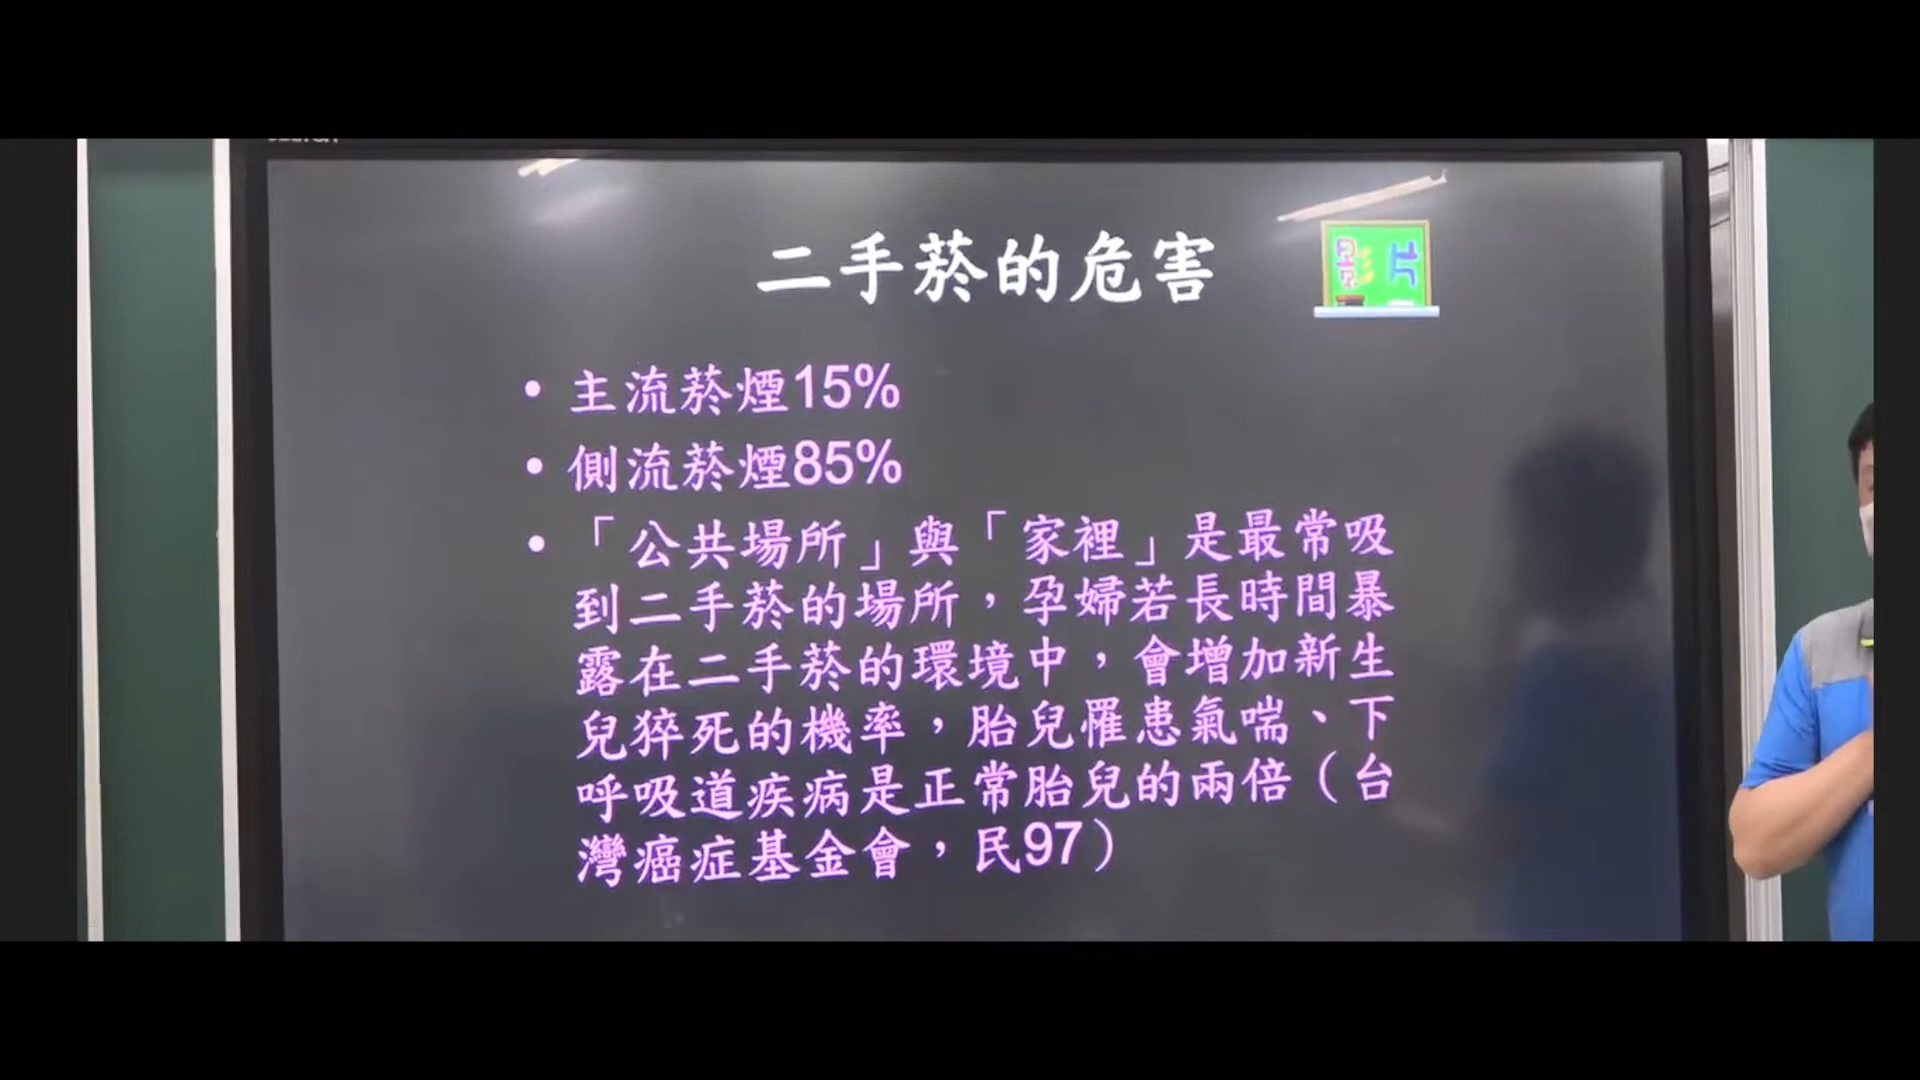 二手菸的危害
影片
• 主流菸煙15%
• 側流菸煙85%
• 「公共場所」與「家裡」是最常吸
到二手菸的場所，孕婦若長時間暴
露在二手菸的環境中，會增加新生
兒猝死的機率，胎兒罹患氣喘、下
呼吸道疾病是正常胎兒的兩倍（台
灣癌症基金會，民97）